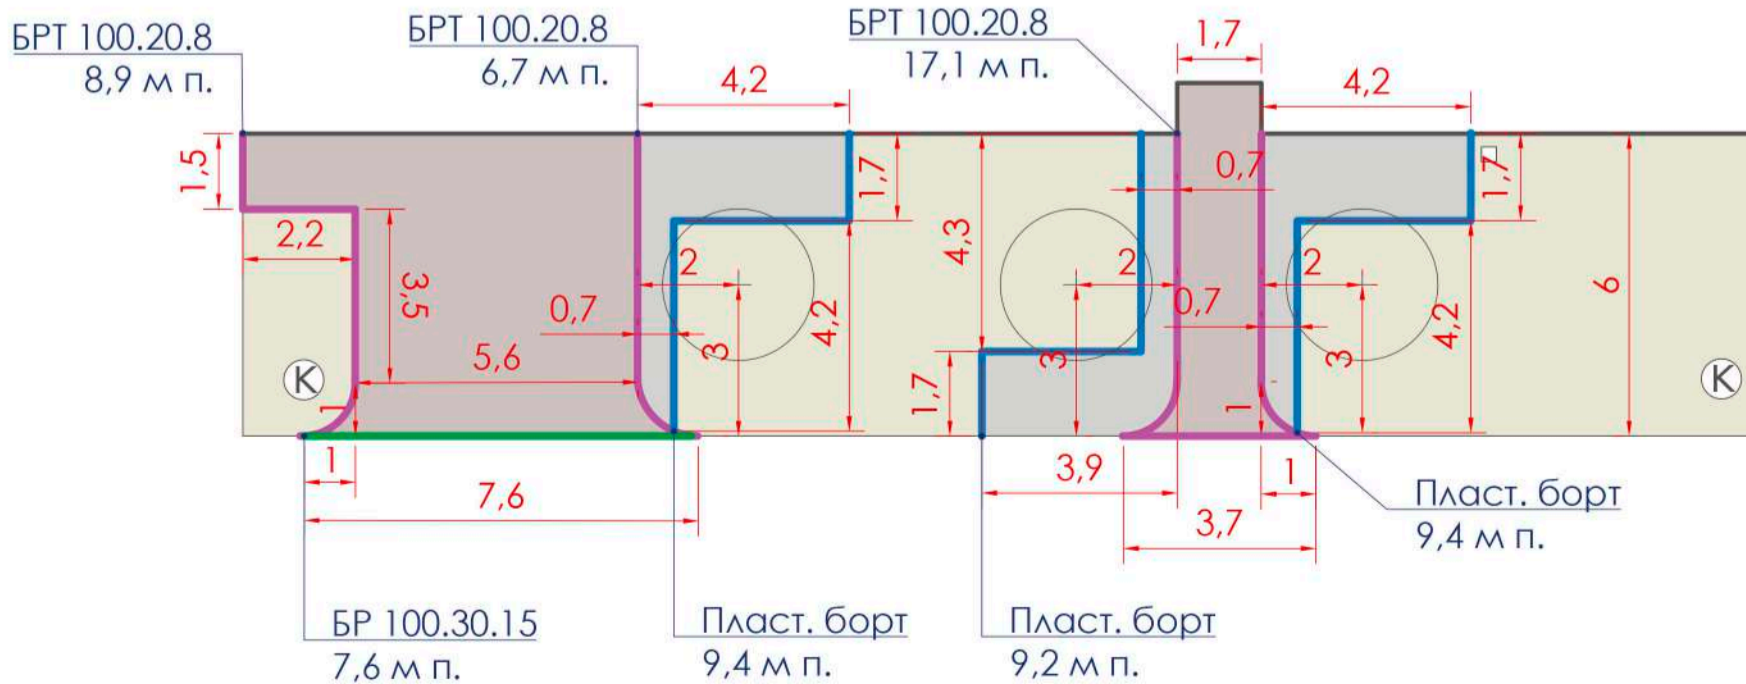 БРТ 100.20.8
8,9 м п.
БРТ 100.20.8
6,7 м п.
БРТ 100.20.8
17,1 м п.
1,7
4,2
4,2
1,5
1,7
0,7
1,7
2,2
3,5
2
4,3
2
2
6
0,7
4,2
0,7
4,2
3
3
3
5,6
К
К
1
1,7
1
1
7,6
3,9
1
3,7
Пласт. борт
9,4 м п.
БР 100.30.15
7,6 м п.
Пласт. борт
9,4 м п.
Пласт. борт
9,2 м п.